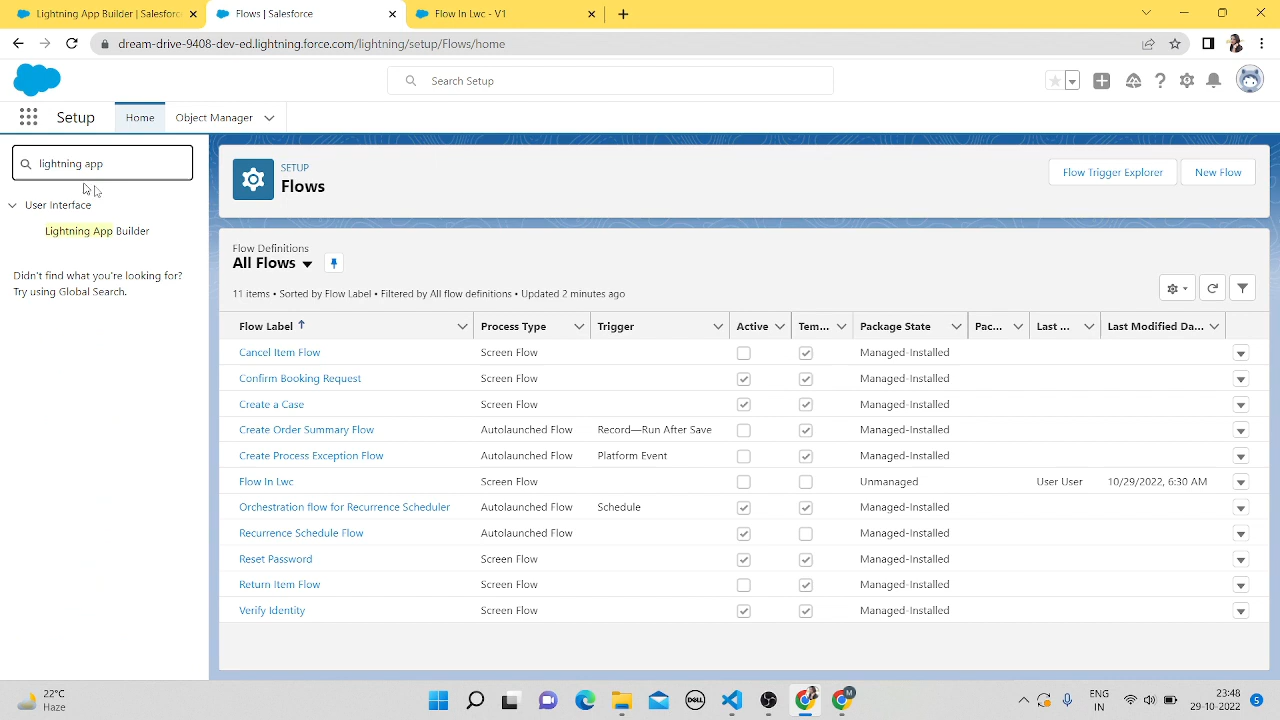 Lightning App Builder | Salesforc
Flows | Salesforce
Flow In Lwc - V1
dream-drive-9408-dev-ed.lightning.force.com/lightning/setup/Flows/home
Search Setup
Setup
Home
Object Manager
lightning app
User Interface
Lightning App Builder
Didn't find what you're looking for?
Try using Global Search.
SETUP
Flows
Flow Trigger Explorer
New Flow
Flow Definitions
All Flows
11 items • Sorted by Flow Label • Filtered by All flow definitions • Updated 2 minutes ago
Flow Label Process Type Trigger Active Tem... Package State Pac... Last ... Last Modified Da...
Cancel Item Flow Screen Flow Managed-Installed
Confirm Booking Request Screen Flow Managed-Installed
Create a Case Screen Flow Managed-Installed
Create Order Summary Flow Autolaunched Flow Record—Run After Save Managed-Installed
Create Process Exception Flow Autolaunched Flow Platform Event Managed-Installed
Flow In Lwc Screen Flow Unmanaged User User 10/29/2022, 6:30 AM
Orchestration flow for Recurrence Scheduler Autolaunched Flow Schedule Managed-Installed
Recurrence Schedule Flow Autolaunched Flow Managed-Installed
Reset Password Screen Flow Managed-Installed
Return Item Flow Screen Flow Managed-Installed
Verify Identity Screen Flow Managed-Installed
22°C
Haze
DELL
M
ENG
IN
23:48
29-10-2022
5